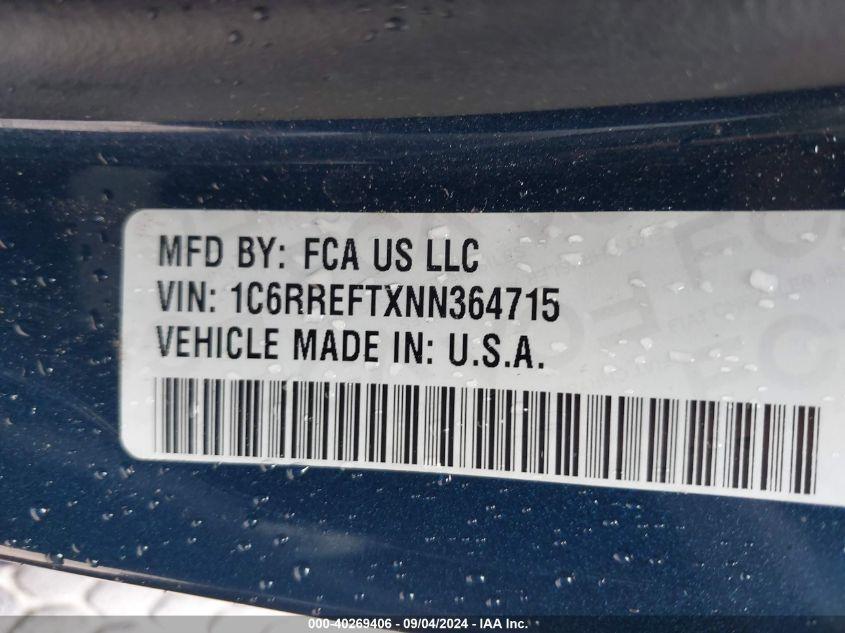 MFD BY: FCA US LLC
VIN: 1C6RREFTXNN364715
VEHICLE MADE IN: U.S.A.
000-40269406 - 09/04/2024 - IAA, Inc.